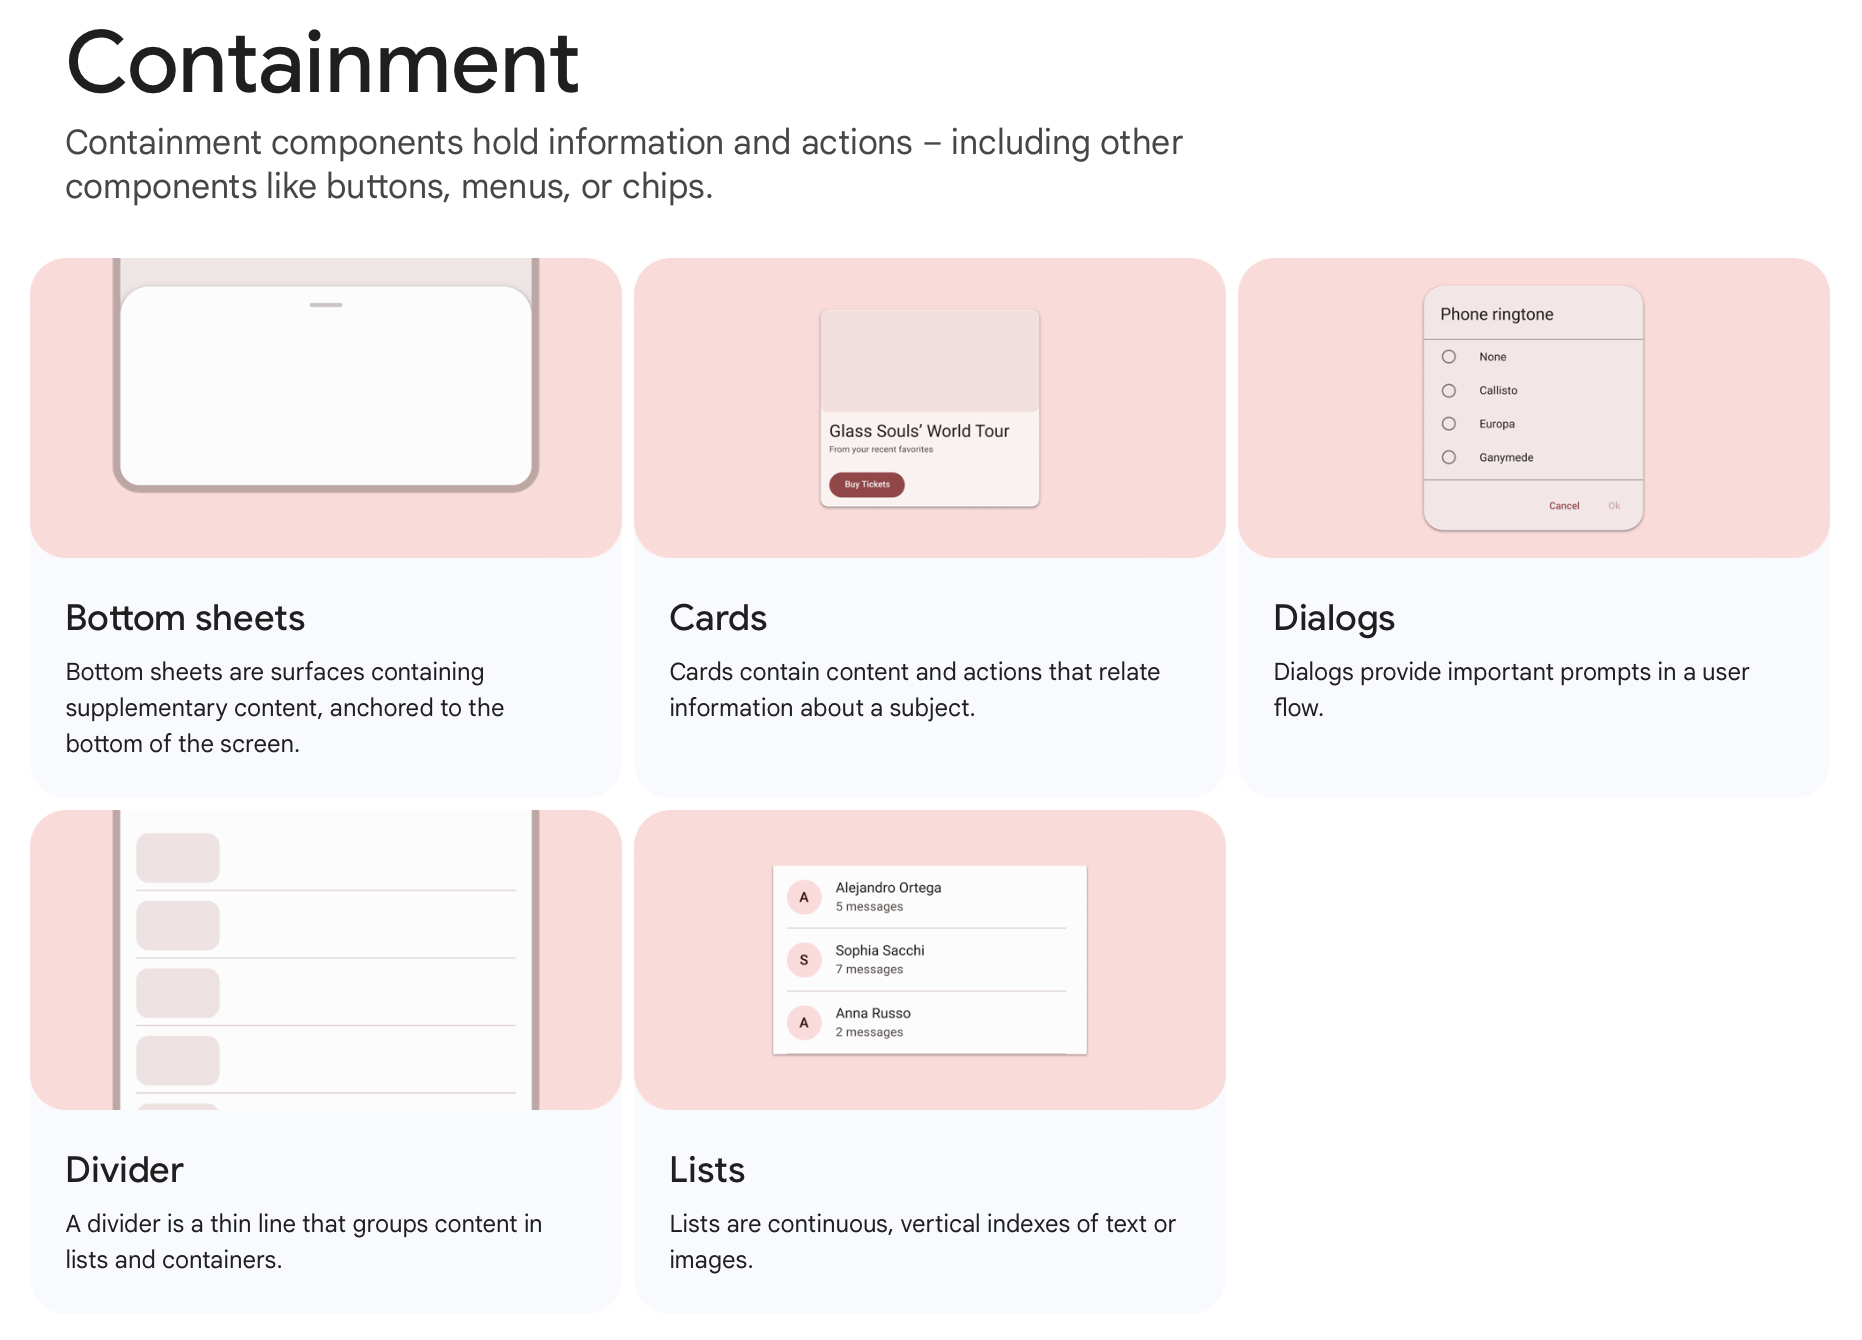 Containment
Containment components hold information and actions – including other
components like buttons, menus, or chips.
Glass Souls’ World Tour
From your recent favorites
Buy Tickets
Phone ringtone
None
Callisto
Europa
Ganymede
Cancel Ok
Bottom sheets
Bottom sheets are surfaces containing
supplementary content, anchored to the
bottom of the screen.
Cards
Cards contain content and actions that relate
information about a subject.
Dialogs
Dialogs provide important prompts in a user
flow.
A
Alejandro Ortega
5 messages
S
Sophia Sacchi
7 messages
A
Anna Russo
2 messages
Divider
A divider is a thin line that groups content in
lists and containers.
Lists
Lists are continuous, vertical indexes of text or
images.